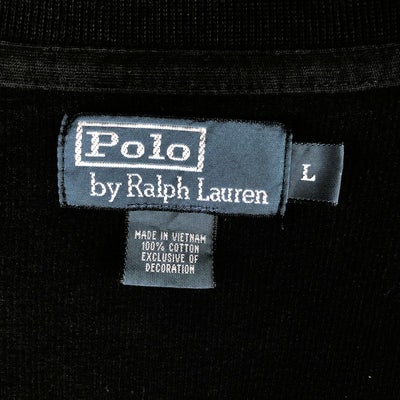 Polo
by Ralph Lauren
L
MADE IN VIETNAM
100% COTTON
EXCLUSIVE OF
DECORATION